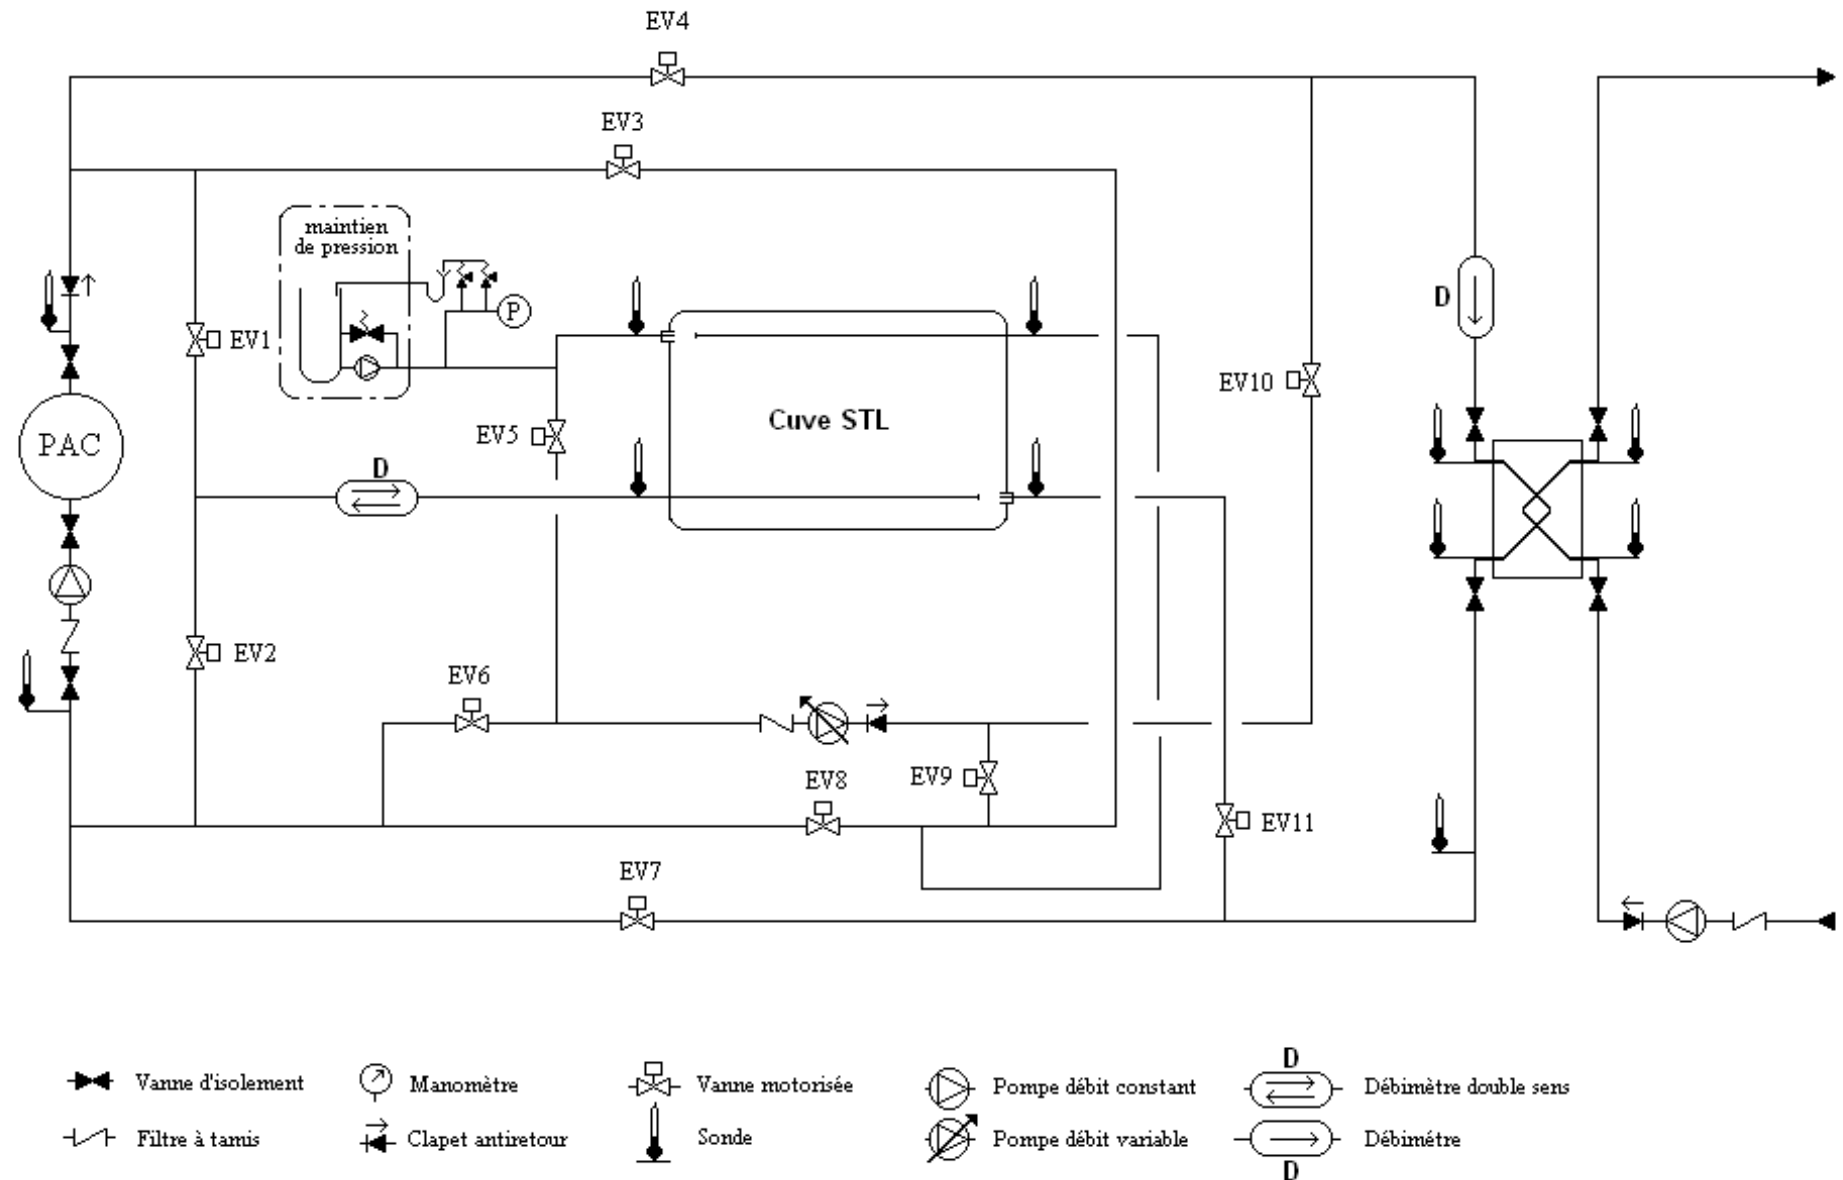 EV4
EV3
maintien
de pression
P
D
EV1
EV10
PAC
Cuve STL
EV5
D
EV2
EV6
EV9
EV8
EV11
EV7
Vanne d'isolement
Manomètre
Vanne motorisée
Pompe débit constant
D
Débimètre double sens
Filtre à tamis
Clapet antiretour
Sonde
Pompe débit variable
Débimétre
D